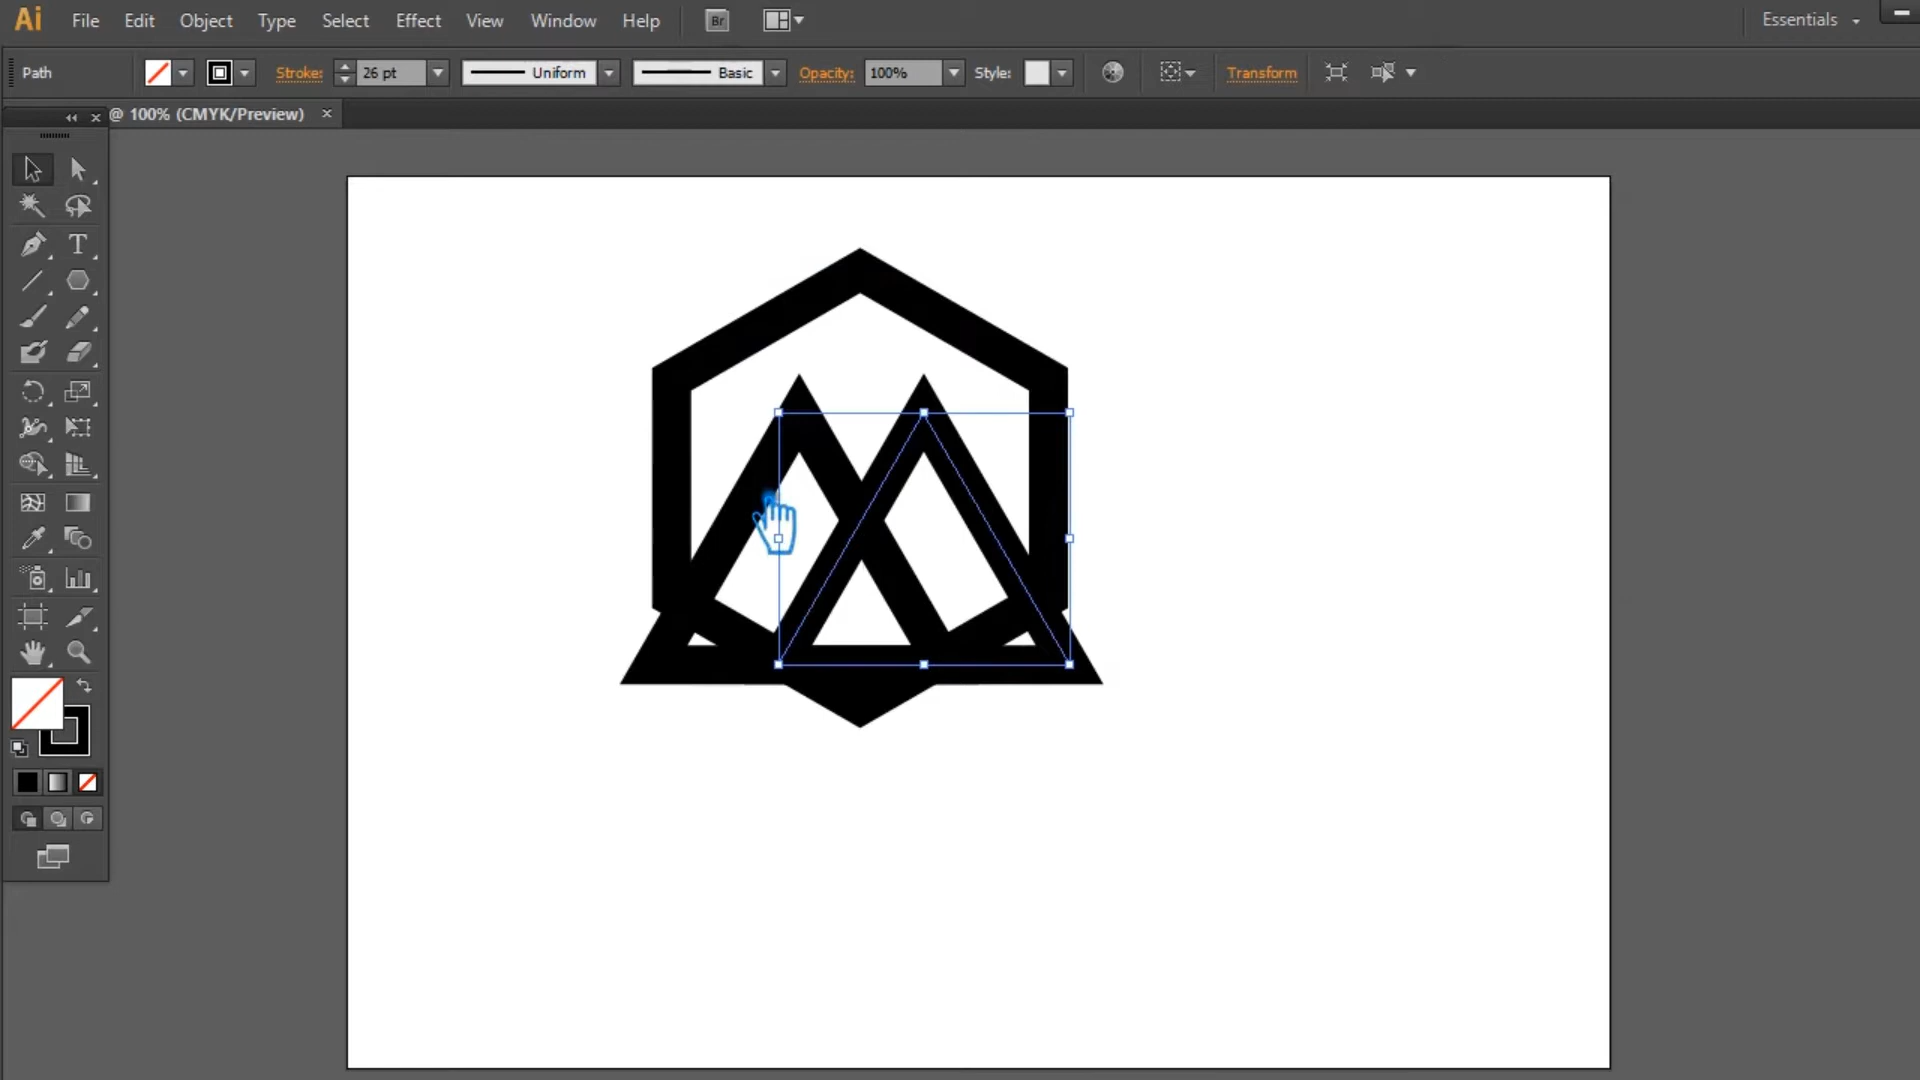 Ai File Edit Object Type Select Effect View Window Help Br Essentials
Path Stroke: 26 pt Uniform Basic Opacity: 100% Style: Transform
@ 100% (CMYK/Preview) ×
T